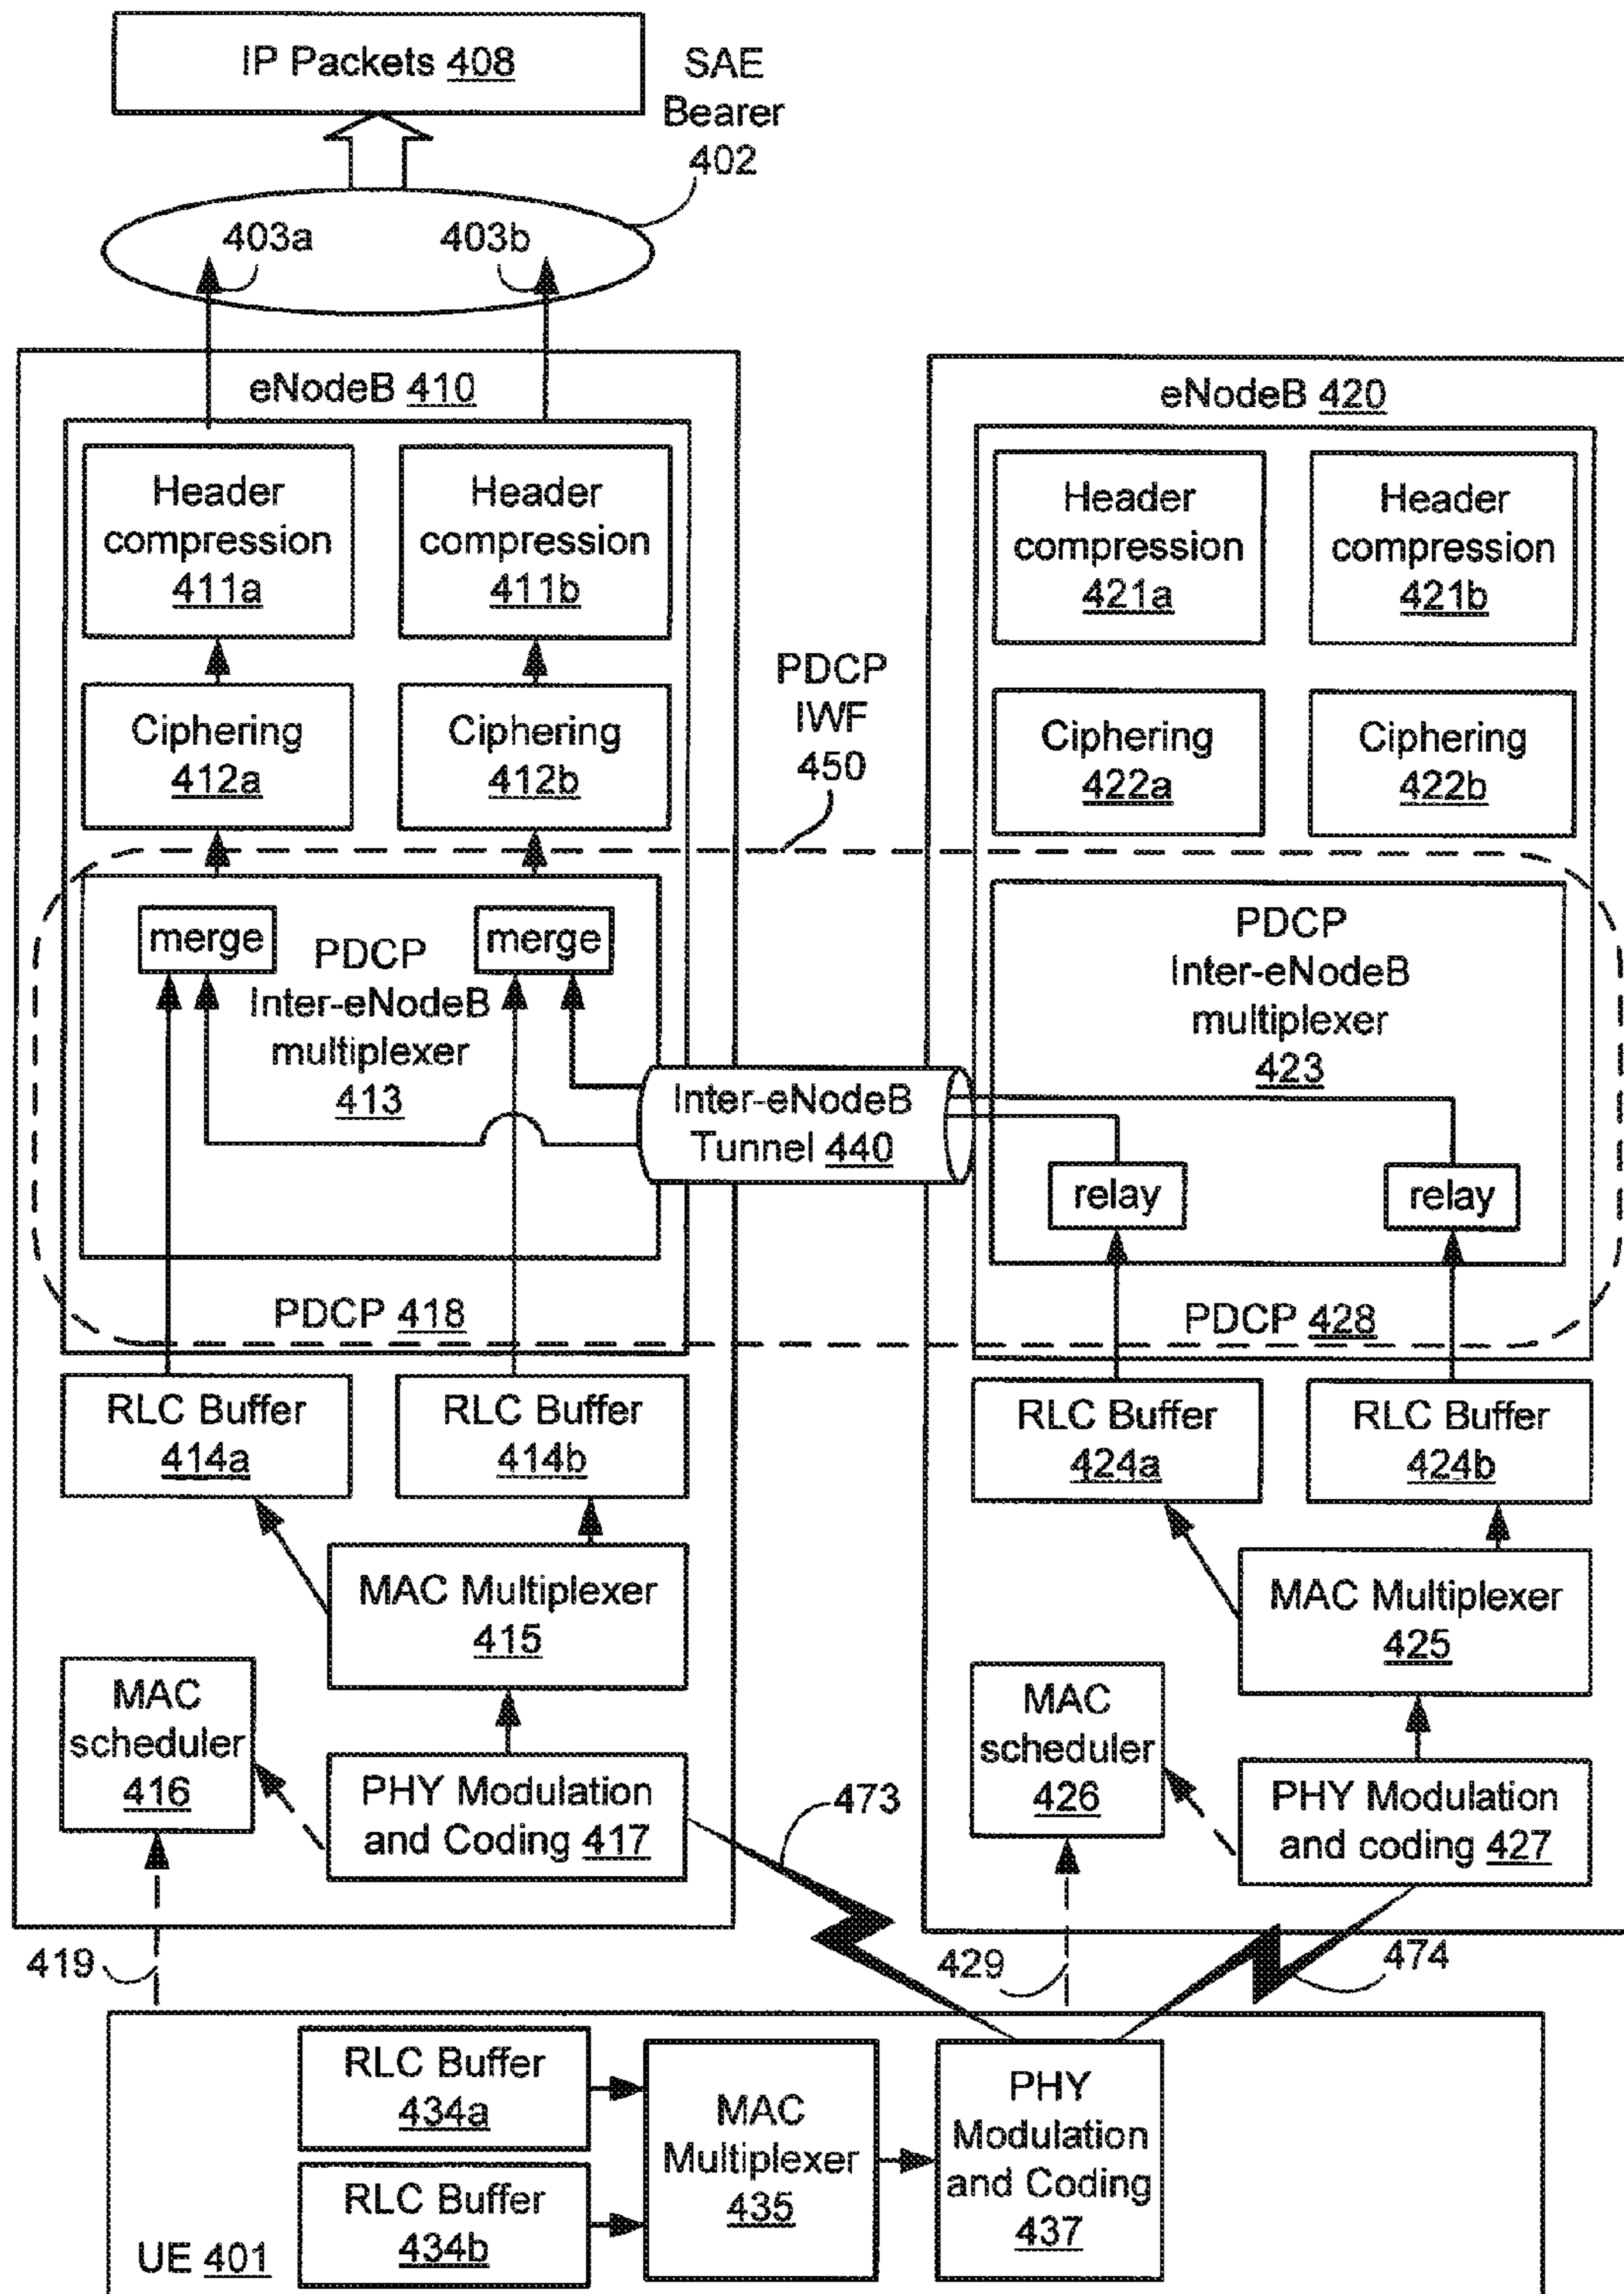 IP Packets 408
SAE
Bearer
402
403a
403b
eNodeB 410
Header
compression
411a
Header
compression
411b
Ciphering
412a
Ciphering
412b
merge
merge
PDCP
Inter-eNodeB
multiplexer
413
PDCP 418
RLC Buffer
414a
RLC Buffer
414b
MAC Multiplexer
415
MAC
scheduler
416
PHY Modulation
and Coding 417
PDCP
IWF
450
Inter-eNodeB
Tunnel 440
eNodeB 420
Header
compression
421a
Header
compression
421b
Ciphering
422a
Ciphering
422b
PDCP
Inter-eNodeB
multiplexer
423
relay
relay
PDCP 428
RLC Buffer
424a
RLC Buffer
424b
MAC Multiplexer
425
MAC
scheduler
426
PHY Modulation
and coding 427
473
419
429
474
RLC Buffer
434a
RLC Buffer
434b
MAC
Multiplexer
435
PHY
Modulation
and Coding
437
UE 401